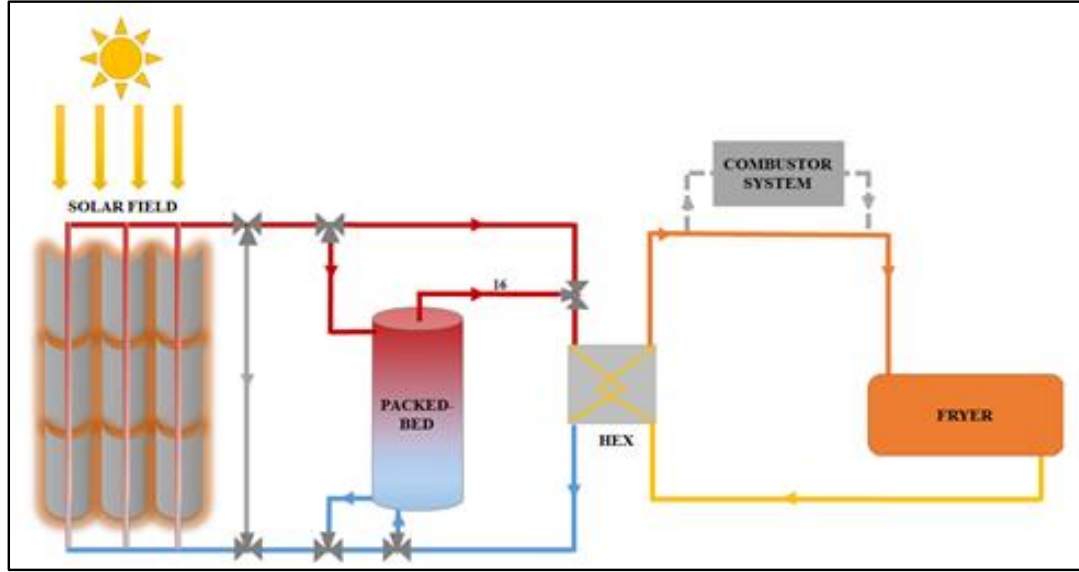 SOLAR FIELD
COMBUSTOR
SYSTEM
16
PACKED-
BED
HEX
FRYER